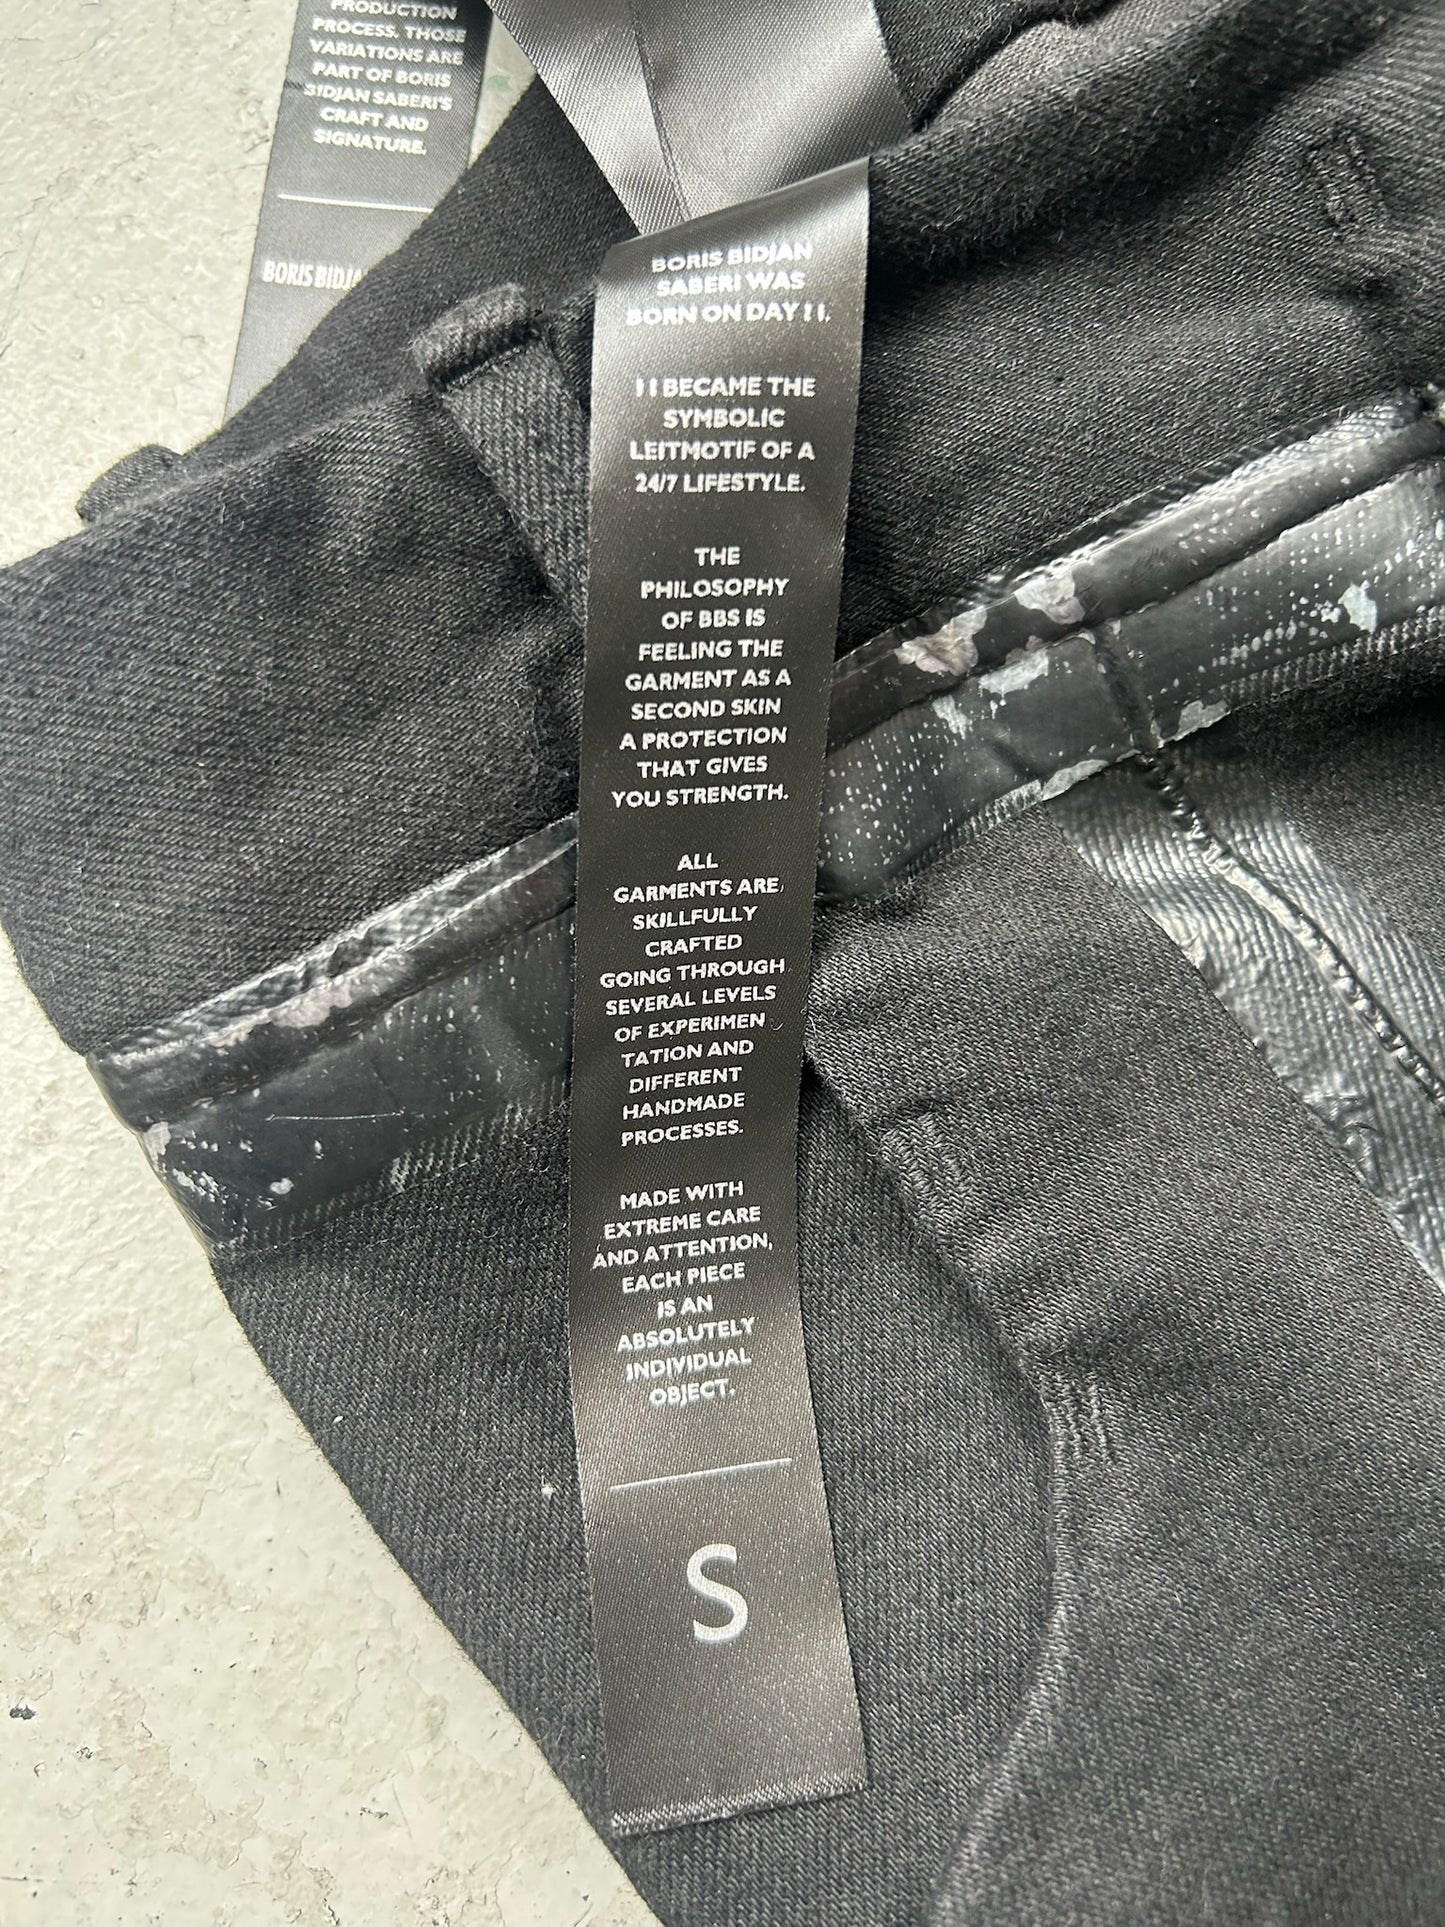 PRODUCTION
PROCESS. THOSE
VARIATIONS ARE
PART OF BORIS
BIDJAN SABERI'S
CRAFT AND
SIGNATURE.
BORIS BIDJA
BORIS BIDJAN
SABERI WAS
BORN ON DAY 11.
11 BECAME THE
SYMBOLIC
LEITMOTIF OF A
24/7 LIFESTYLE.
THE
PHILOSOPHY
OF BBS IS
FEELING THE
GARMENT AS A
SECOND SKIN
A PROTECTION
THAT GIVES
YOU STRENGTH.
ALL
GARMENTS ARE
SKILLFULLY
CRAFTED
GOING THROUGH
SEVERAL LEVELS
OF EXPERIMEN
TATION AND
DIFFERENT
HANDMADE
PROCESSES.
MADE WITH
EXTREME CARE
AND ATTENTION,
EACH PIECE
IS AN
ABSOLUTELY
INDIVIDUAL
OBJECT.
S